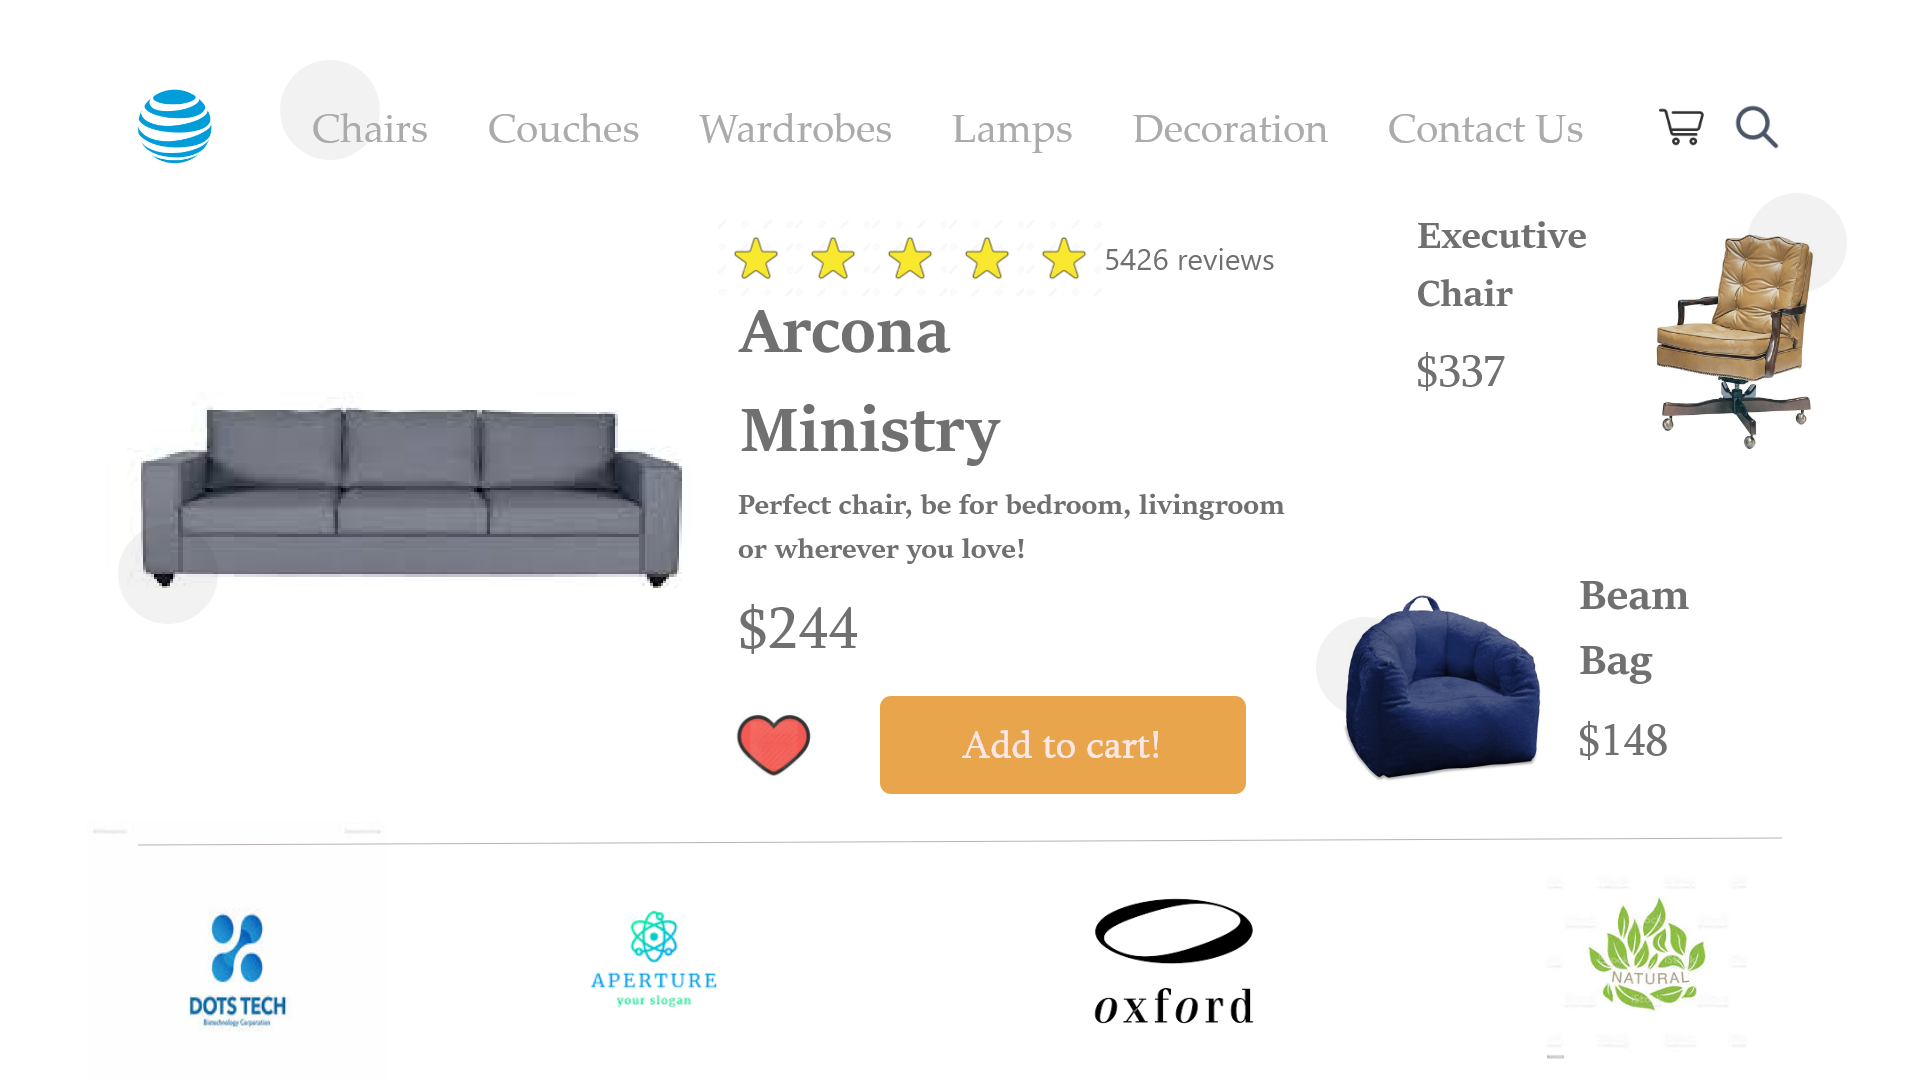 Chairs Couches Wardrobes Lamps Decoration Contact Us
5426 reviews
Arcona
Ministry
Perfect chair, be for bedroom, livingroom
or wherever you love!
$244
Add to cart!
Executive
Chair
$337
Beam
Bag
$148
DOTS TECH
Biotechnology Corporation
APERTURE
your slogan
oxford
NATURAL